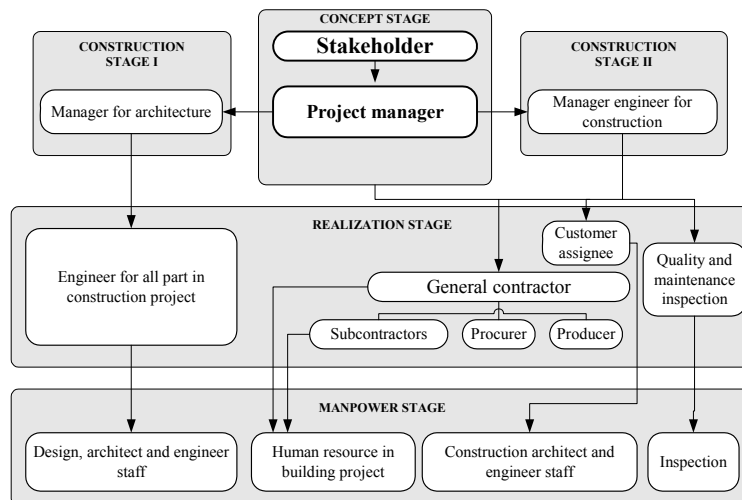 CONCEPT STAGE
Stakeholder
Project manager
CONSTRUCTION
STAGE I
Manager for architecture
CONSTRUCTION
STAGE II
Manager engineer for
construction
REALIZATION STAGE
Engineer for all part in
construction project
Customer
assignee
Quality and
maintenance
inspection
General contractor
Subcontractors
Procurer
Producer
MANPOWER STAGE
Design, architect and engineer
staff
Human resource in
building project
Construction architect and
engineer staff
Inspection